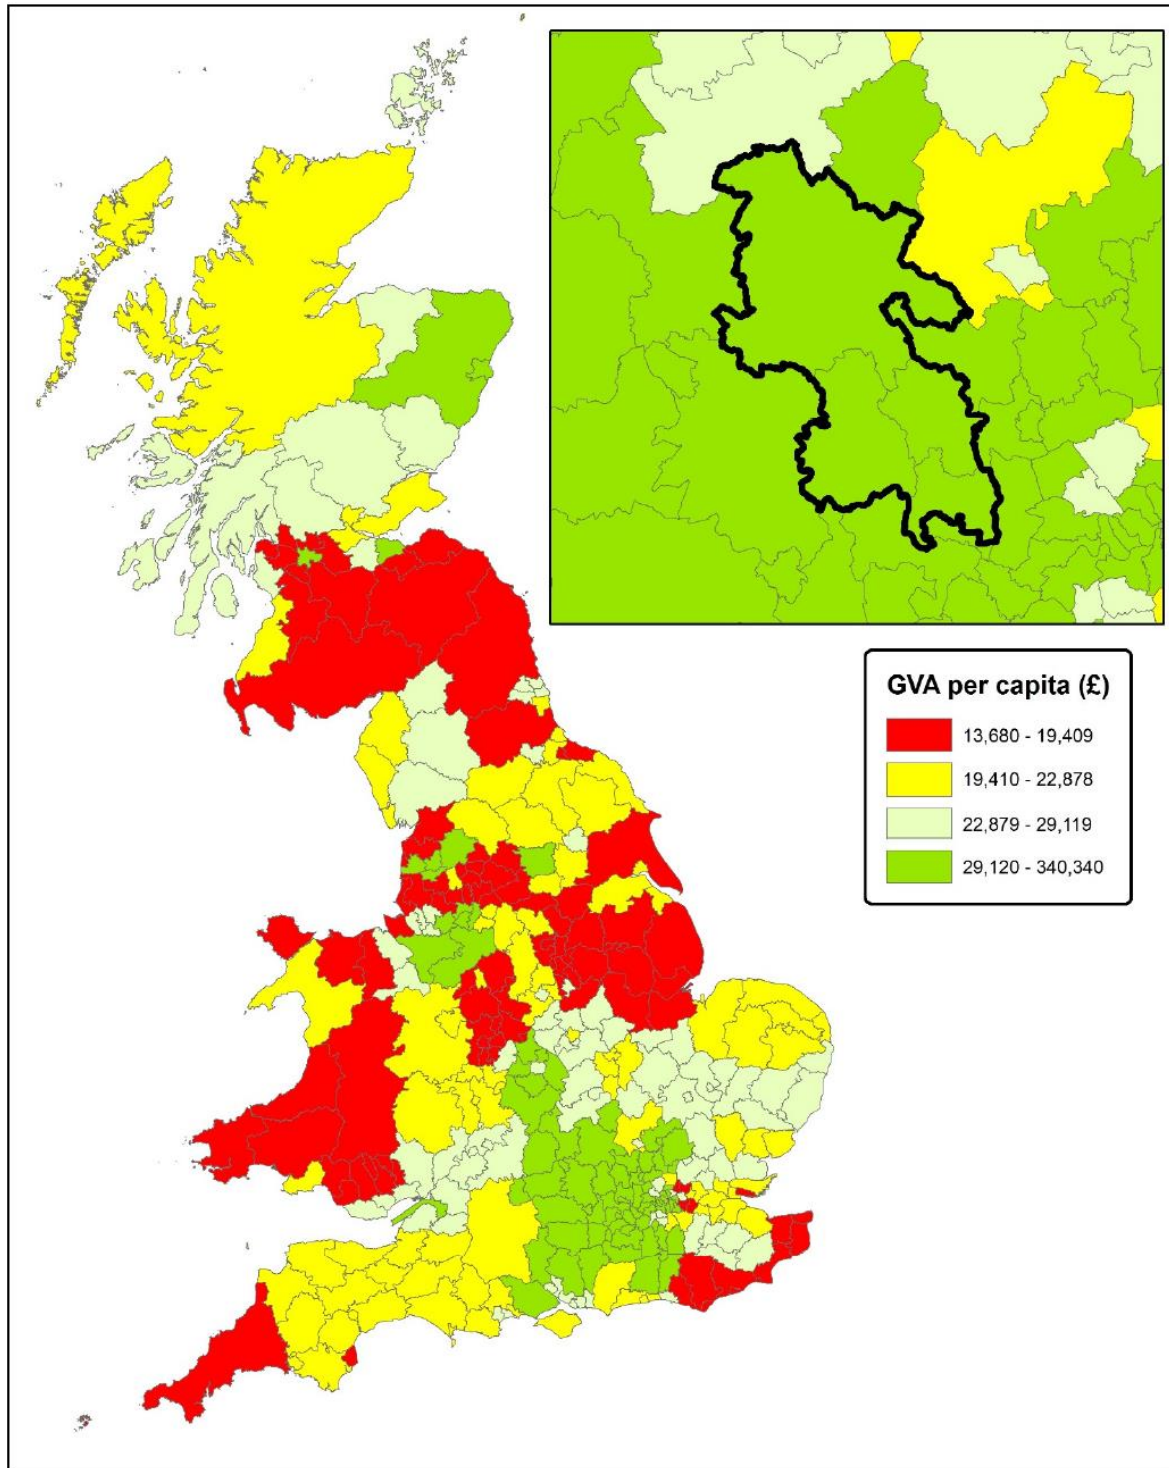 GVA per capita (£)
13,680 - 19,409
19,410 - 22,878
22,879 - 29,119
29,120 - 340,340